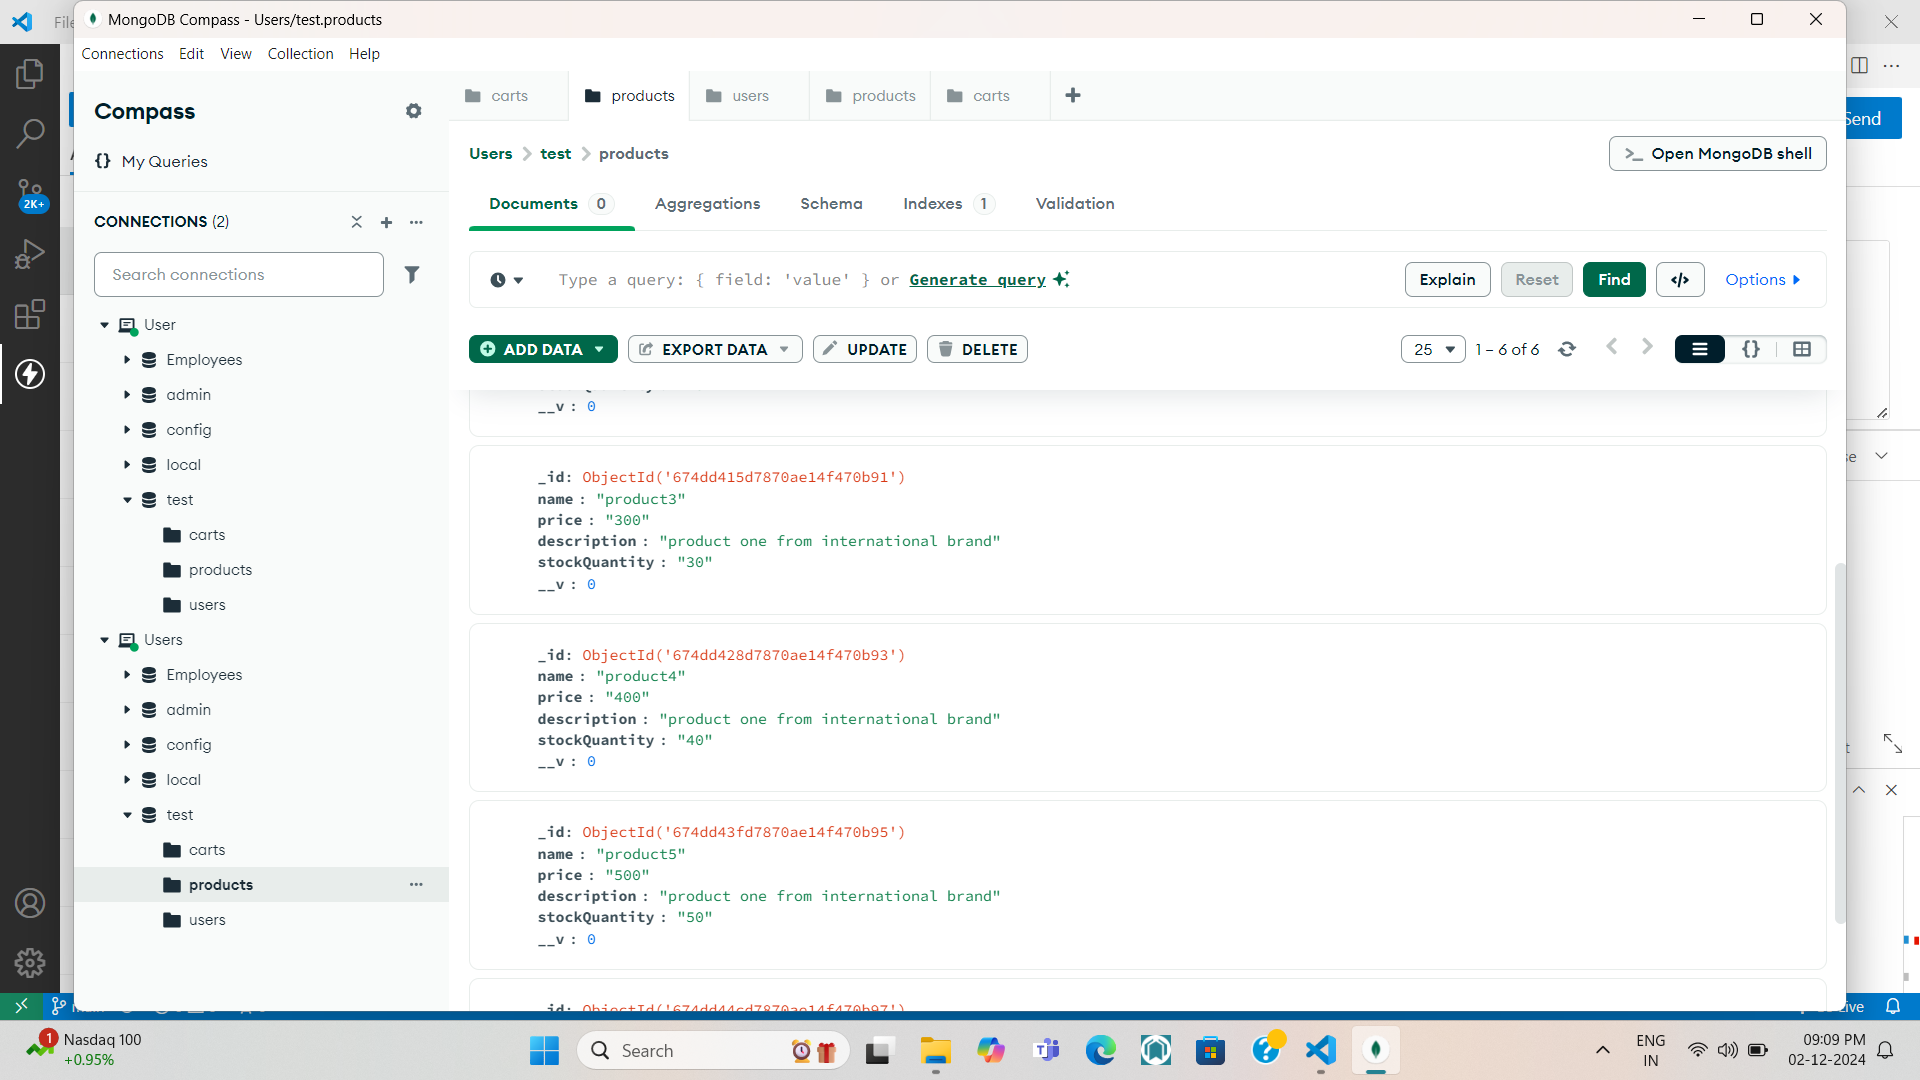 File
MongoDB Compass - Users/test.products
Connections Edit View Collection Help
Compass
My Queries
CONNECTIONS (2)
Search connections
User
Employees
admin
config
local
test
carts
products
users
Users
Employees
admin
config
local
test
carts
products
users
carts
products
users
products
carts
Users > test > products
>_ Open MongoDB shell
Documents 0
Aggregations
Schema
Indexes 1
Validation
Type a query: { field: 'value' } or Generate query
Explain
Reset
Find
</>
Options
ADD DATA
EXPORT DATA
UPDATE
DELETE
25
1 – 6 of 6
{}
__v : 0
_id: ObjectId('674dd415d7870ae14f470b91')
name : "product3"
price : "300"
description : "product one from international brand"
stockQuantity : "30"
__v : 0
_id: ObjectId('674dd428d7870ae14f470b93')
name : "product4"
price : "400"
description : "product one from international brand"
stockQuantity : "40"
__v : 0
_id: ObjectId('674dd43fd7870ae14f470b95')
name : "product5"
price : "500"
description : "product one from international brand"
stockQuantity : "50"
__v : 0
_id: ObjectId('674dd44cd7870ae14f470b97')
2K+
Send
Live
1
Nasdaq 100
+0.95%
Search
ENG
IN
09:09 PM
02-12-2024